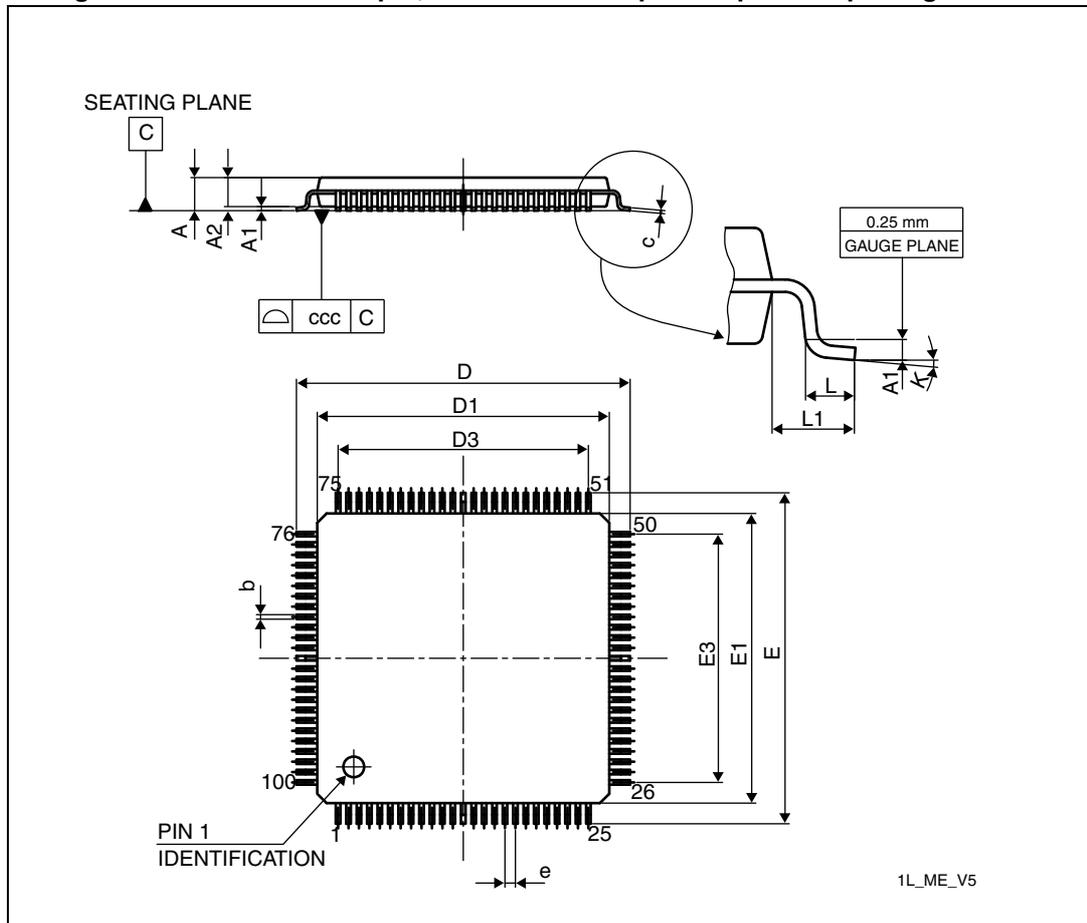 SEATING PLANE
C
A
A2
A1
c
0.25 mm
GAUGE PLANE
ccc C
A1
k
L
L1
D
D1
D3
75
51
76
50
b
E3
E1
E
100
26
PIN 1
IDENTIFICATION
1
25
e
1L_ME_V5